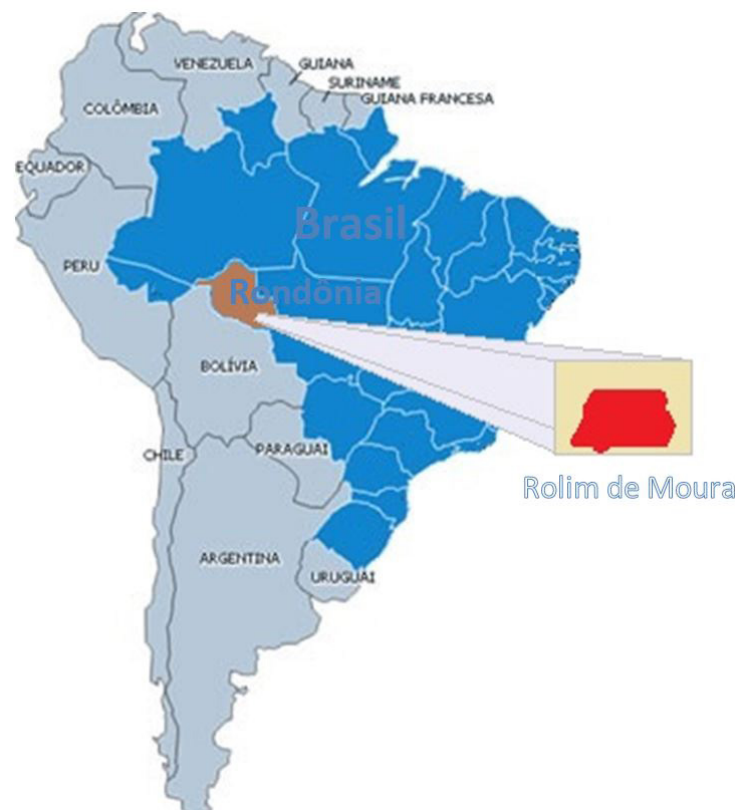 VENEZUELA
GUIANA
SURINAME
GUIANA FRANCESA
COLÔMBIA
EQUADOR
Brasil
PERU
Rondônia
BOLÍVIA
CHILE
PARAGUAI
Rolim de Moura
ARGENTINA
URUGUAI